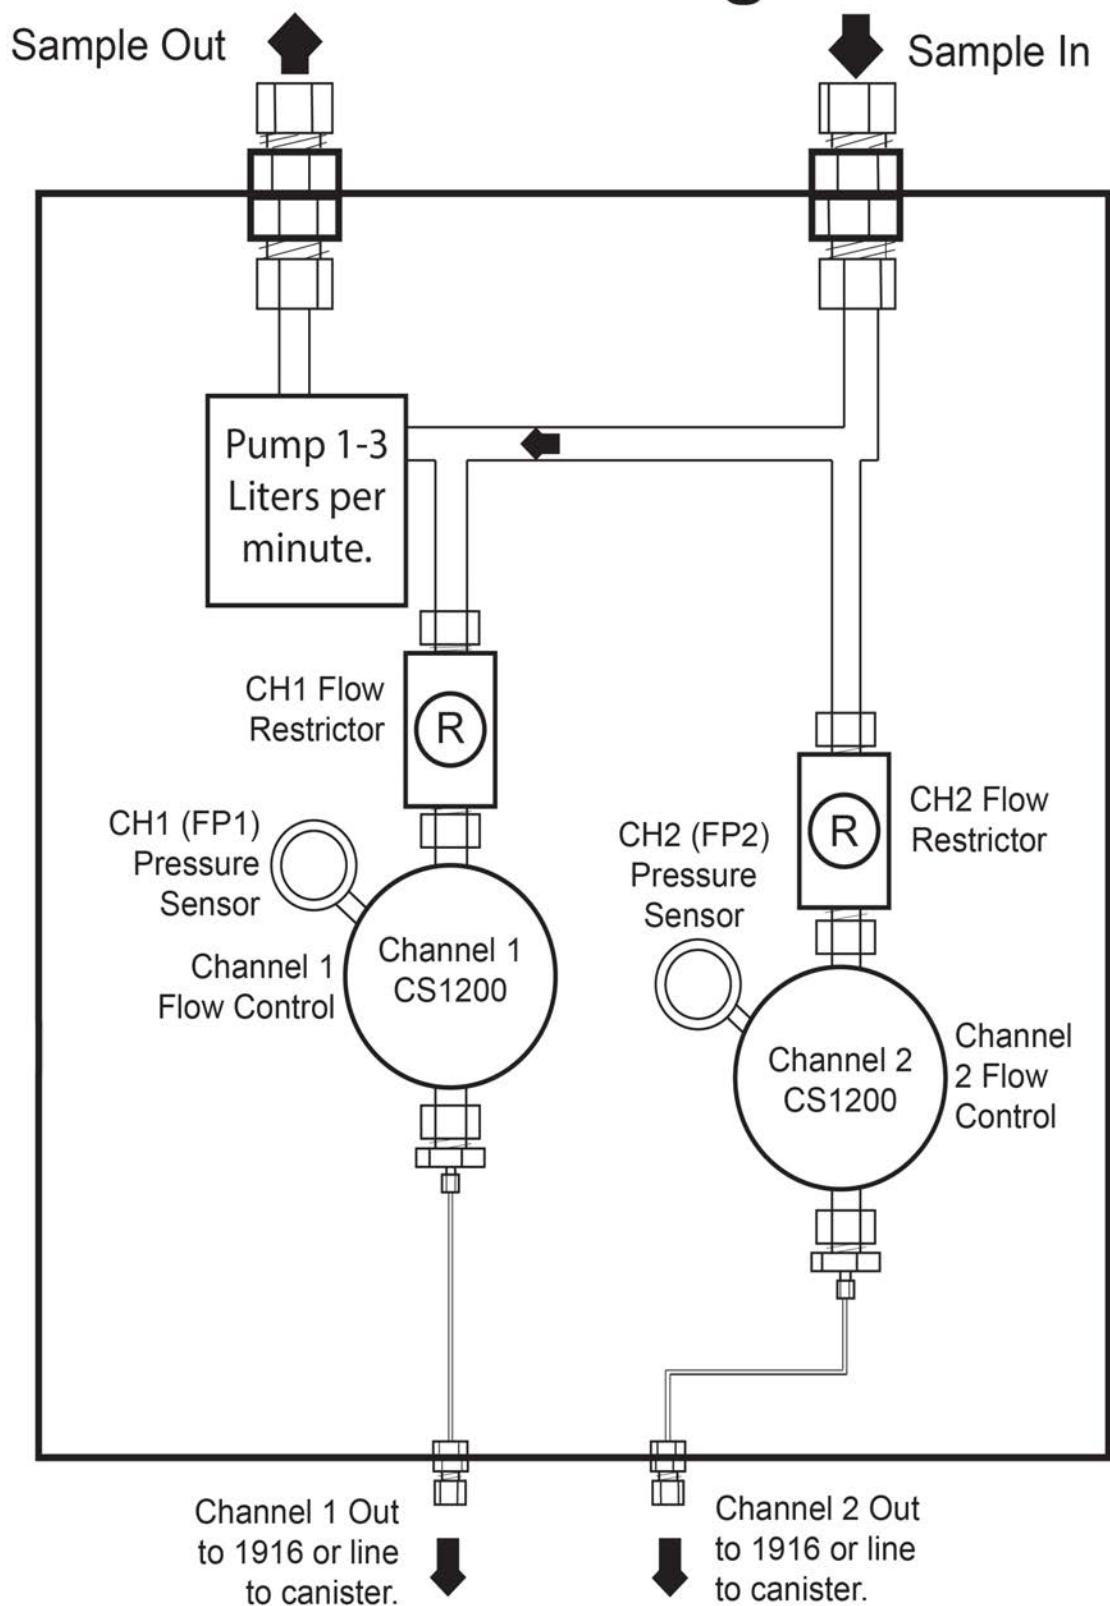 Sample Out
Sample In
Pump 1-3
Liters per
minute.
CH1 Flow
Restrictor
R
CH1 (FP1)
Pressure
Sensor
CH2 (FP2)
Pressure
Sensor
R
CH2 Flow
Restrictor
Channel 1
Flow Control
Channel 1
CS1200
Channel 2
CS1200
Channel
2 Flow
Control
Channel 1 Out
to 1916 or line
to canister.
Channel 2 Out
to 1916 or line
to canister.